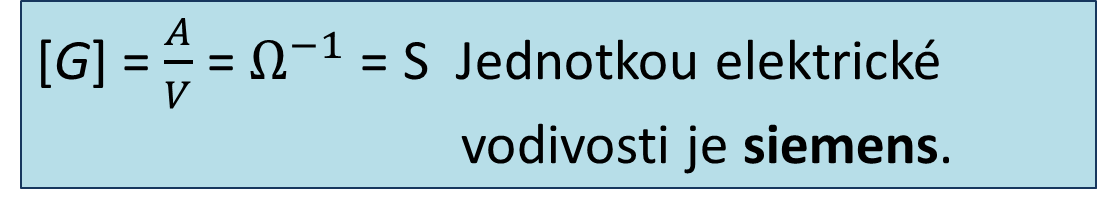 [G] = A/V = Ω⁻¹ = S Jednotkou elektrické
vodivosti je siemens.